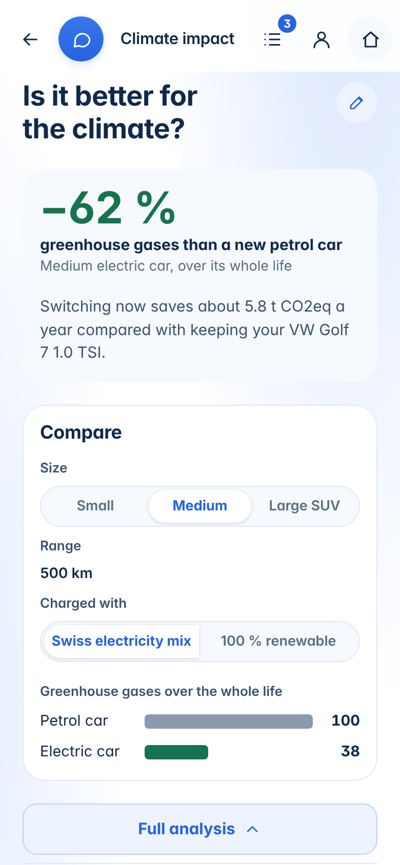 Climate impact
3
Is it better for
the climate?
−62 %
greenhouse gases than a new petrol car
Medium electric car, over its whole life
Switching now saves about 5.8 t CO2eq a
year compared with keeping your VW Golf
7 1.0 TSI.
Compare
Size
Small Medium Large SUV
Range
500 km
Charged with
Swiss electricity mix 100 % renewable
Greenhouse gases over the whole life
Petrol car 100
Electric car 38
Full analysis